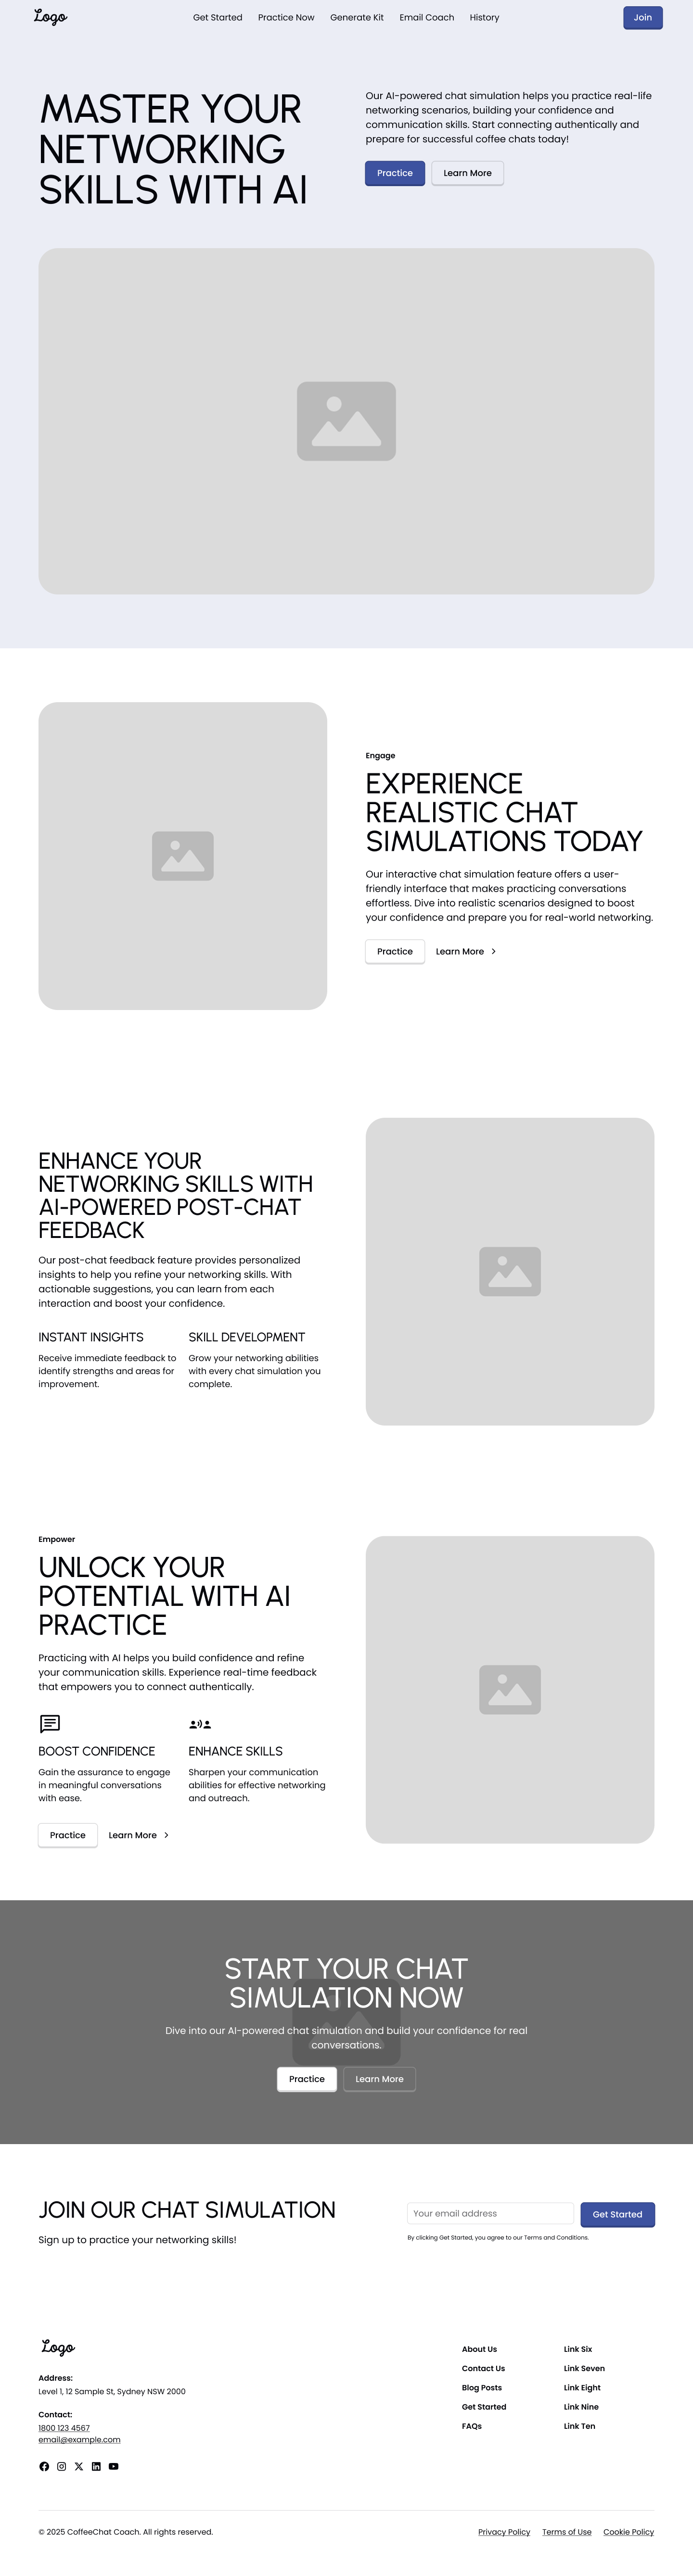 Logo
Get Started
Practice Now
Generate Kit
Email Coach
History
Join
MASTER YOUR
NETWORKING
SKILLS WITH AI
Our AI-powered chat simulation helps you practice real-life
networking scenarios, building your confidence and
communication skills. Start connecting authentically and
prepare for successful coffee chats today!
Practice
Learn More
Engage
EXPERIENCE
REALISTIC CHAT
SIMULATIONS TODAY
Our interactive chat simulation feature offers a user-
friendly interface that makes practicing conversations
effortless. Dive into realistic scenarios designed to boost
your confidence and prepare you for real-world networking.
Practice
Learn More
ENHANCE YOUR
NETWORKING SKILLS WITH
AI-POWERED POST-CHAT
FEEDBACK
Our post-chat feedback feature provides personalized
insights to help you refine your networking skills. With
actionable suggestions, you can learn from each
interaction and boost your confidence.
INSTANT INSIGHTS
Receive immediate feedback to
identify strengths and areas for
improvement.
SKILL DEVELOPMENT
Grow your networking abilities
with every chat simulation you
complete.
Empower
UNLOCK YOUR
POTENTIAL WITH AI
PRACTICE
Practicing with AI helps you build confidence and refine
your communication skills. Experience real-time feedback
that empowers you to connect authentically.
BOOST CONFIDENCE
Gain the assurance to engage
in meaningful conversations
with ease.
ENHANCE SKILLS
Sharpen your communication
abilities for effective networking
and outreach.
Practice
Learn More
START YOUR CHAT
SIMULATION NOW
Dive into our AI-powered chat simulation and build your confidence for real
conversations.
Practice
Learn More
JOIN OUR CHAT SIMULATION
Sign up to practice your networking skills!
Your email address
Get Started
By clicking Get Started, you agree to our Terms and Conditions.
Logo
Address:
Level 1, 12 Sample St, Sydney NSW 2000
Contact:
1800 123 4567
email@example.com
About Us
Contact Us
Blog Posts
Get Started
FAQs
Link Six
Link Seven
Link Eight
Link Nine
Link Ten
© 2025 CoffeeChat Coach. All rights reserved.
Privacy Policy
Terms of Use
Cookie Policy